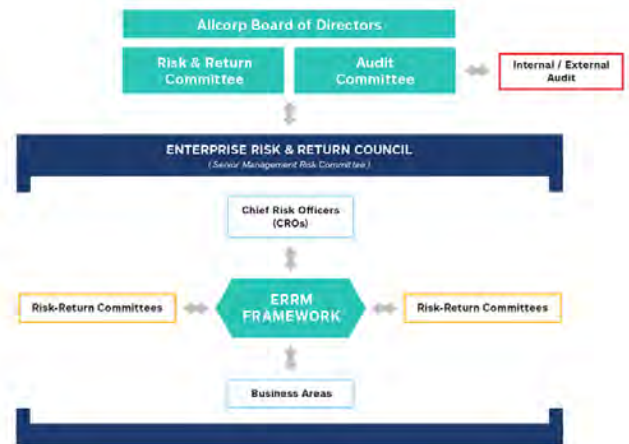 Allcorp Board of Directors
Risk & Return
Committee
Audit
Committee
Internal / External
Audit
ENTERPRISE RISK & RETURN COUNCIL
( Senior Management Risk Committee )
Chief Risk Officers
(CROs)
Risk-Return Committees
ERRM
FRAMEWORK
Risk-Return Committees
Business Areas